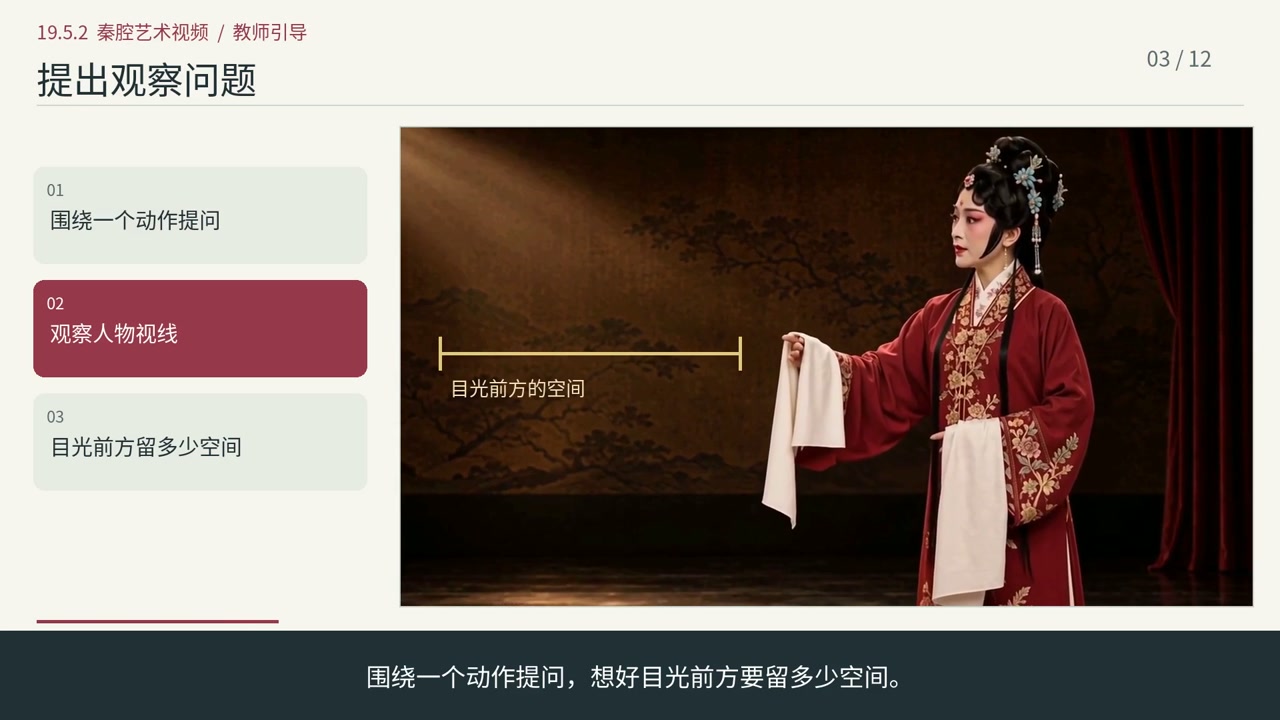 19.5.2 秦腔艺术视频 / 教师引导
提出观察问题
03 / 12
01
围绕一个动作提问
02
观察人物视线
03
目光前方留多少空间
目光前方的空间
围绕一个动作提问，想好目光前方要留多少空间。